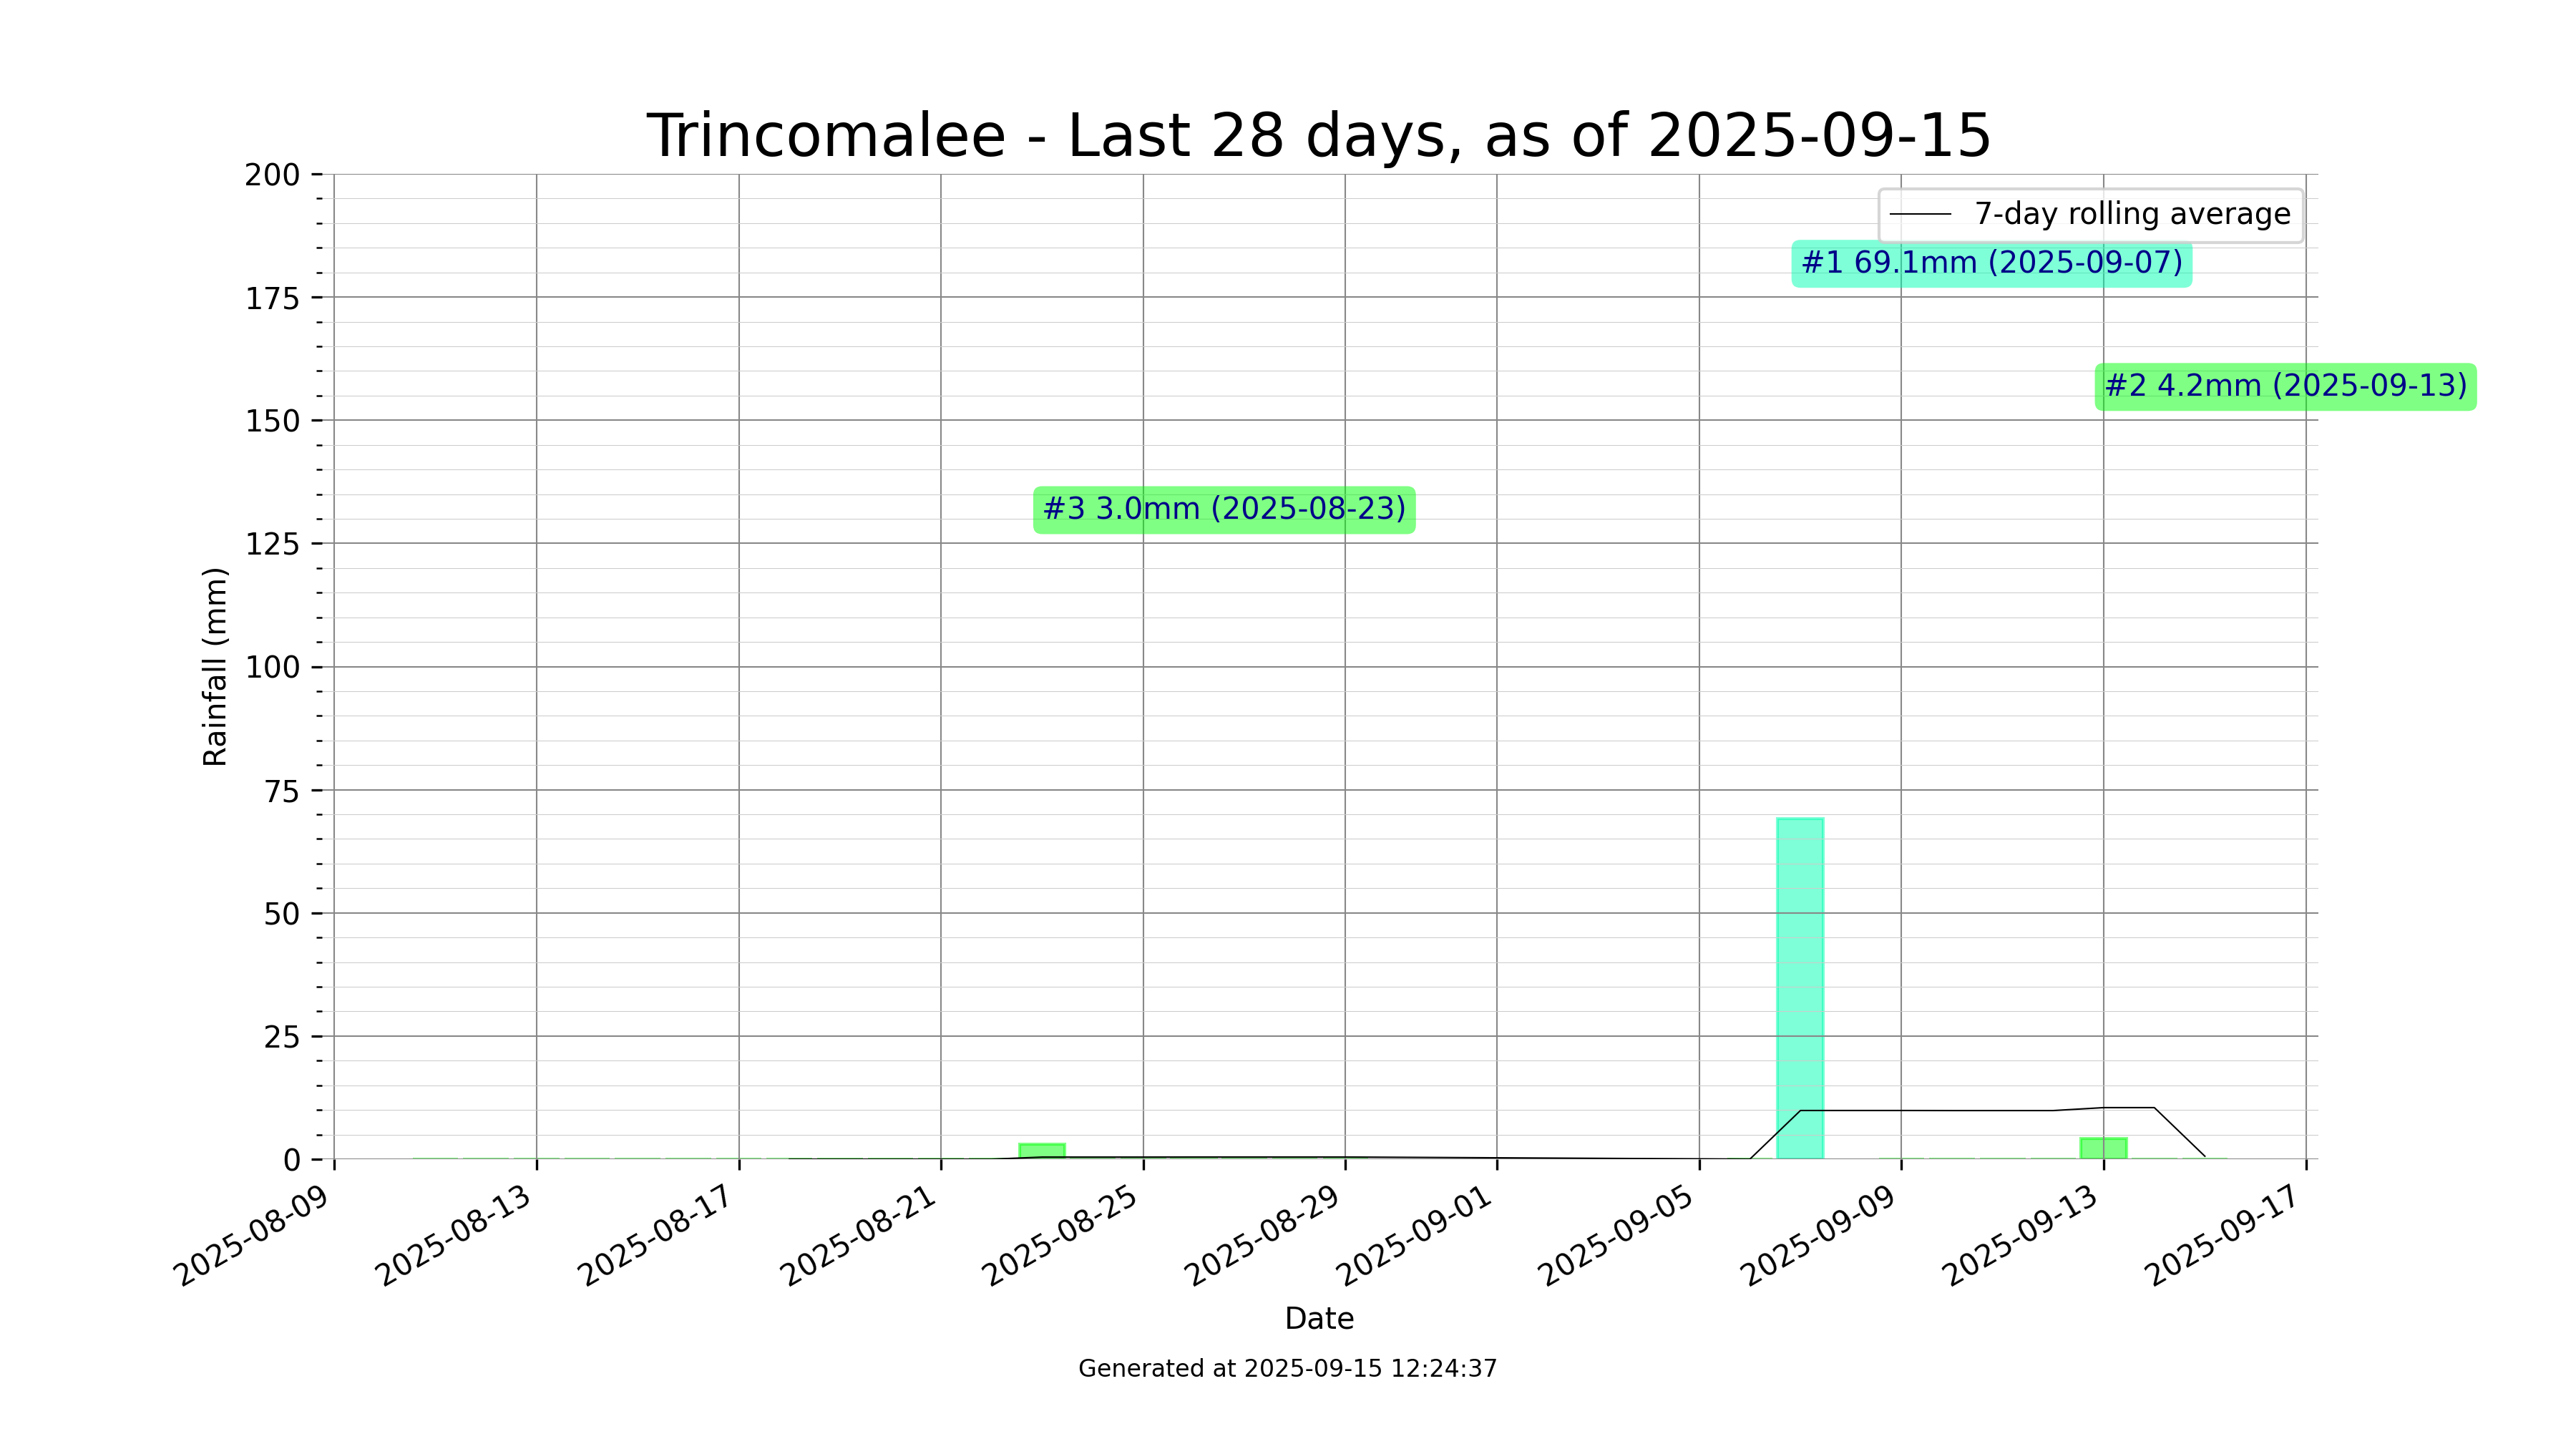 Trincomalee - Last 28 days, as of 2025-09-15
200
175
150
125
100
75
50
25
0
Rainfall (mm)
7-day rolling average
#1 69.1mm (2025-09-07)
#2 4.2mm (2025-09-13)
#3 3.0mm (2025-08-23)
2025-08-09
2025-08-13
2025-08-17
2025-08-21
2025-08-25
2025-08-29
2025-09-01
2025-09-05
2025-09-09
2025-09-13
2025-09-17
Date
Generated at 2025-09-15 12:24:37